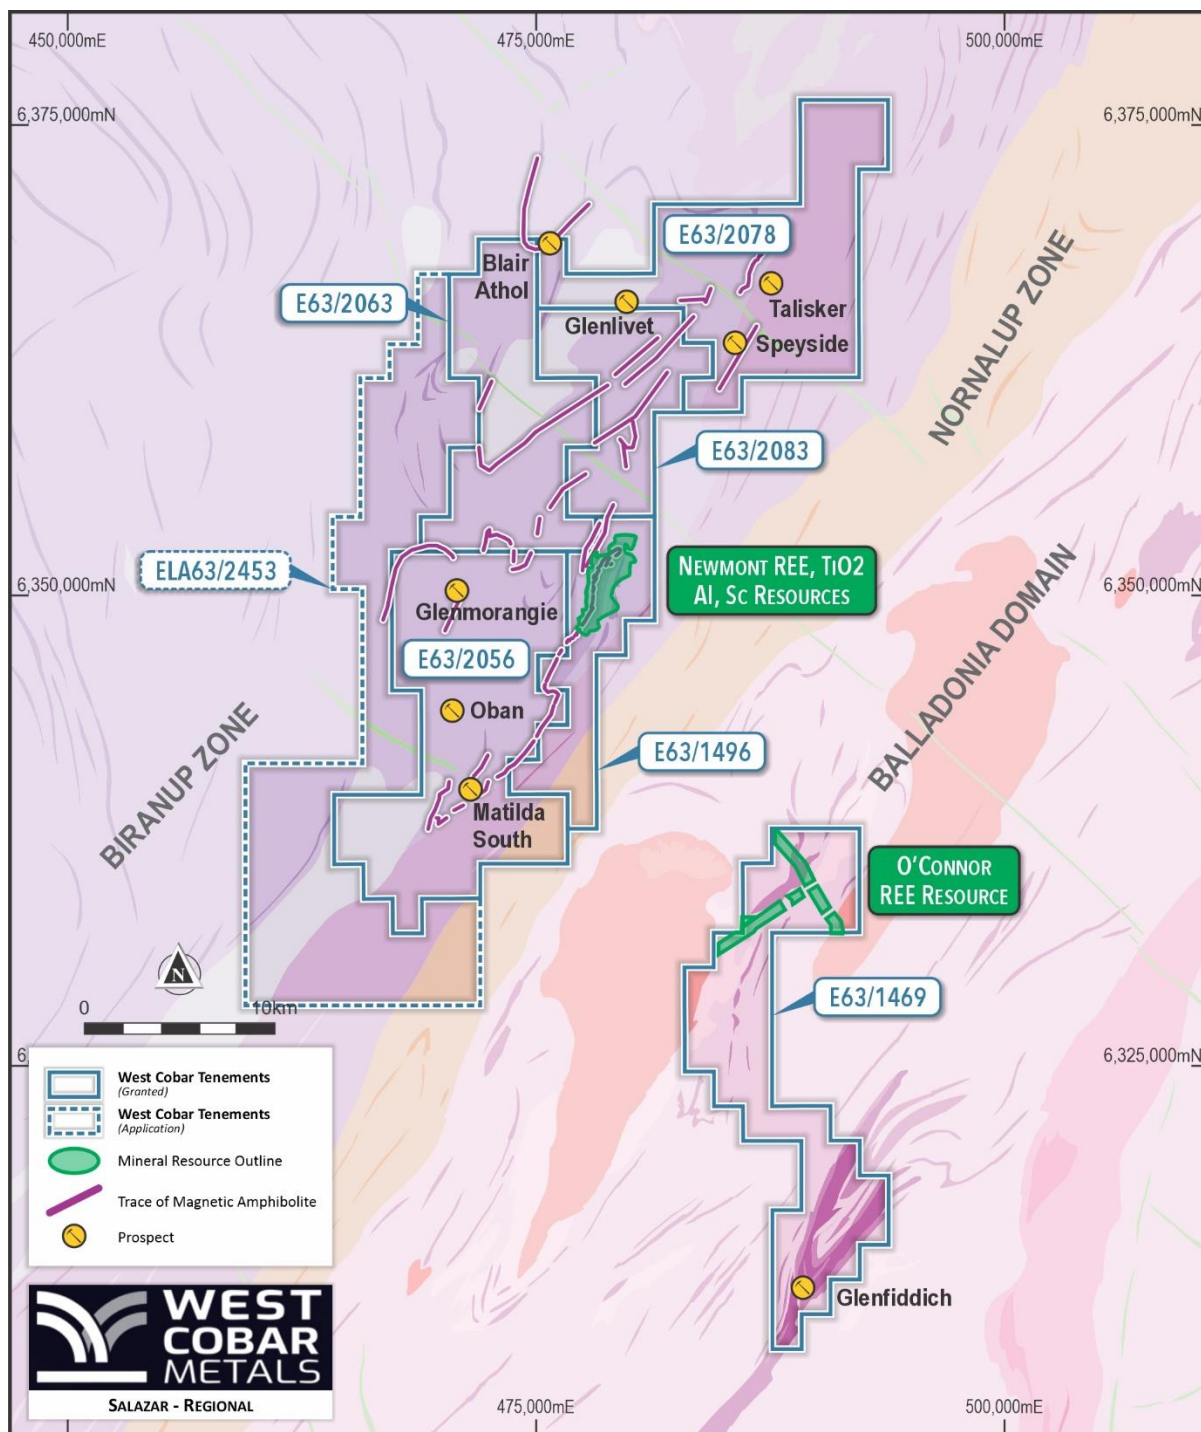 450,000mE
475,000mE
500,000mE
6,375,000mN
6,375,000mN
E63/2078
Blair
Athol
E63/2063
Talisker
Glenlivet
Speyside
NORNALUP ZONE
E63/2083
ELA63/2453
NEWMONT REE, TiO2
Al, SC RESOURCES
6,350,000mN
6,350,000mN
Glenmorangie
E63/2056
Oban
BALLADONIA DOMAIN
E63/1496
BIRANUP ZONE
Matilda
South
O'CONNOR
REE RESOURCE
N
E63/1469
0 10km
6,325,000mN
West Cobar Tenements
(Granted)
West Cobar Tenements
(Application)
Mineral Resource Outline
Trace of Magnetic Amphibolite
Prospect
Glenfiddich
WEST
COBAR
METALS
SALAZAR - REGIONAL
475,000mE
500,000mE